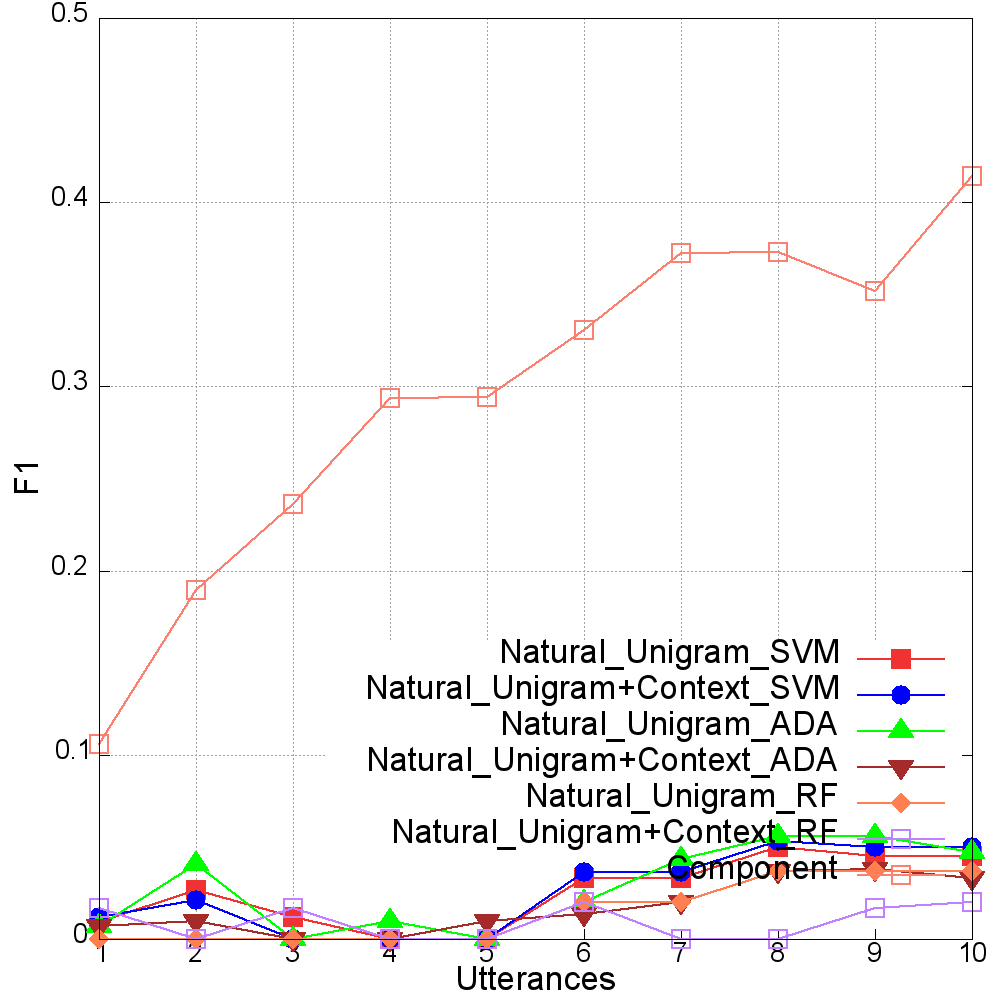 0.5
0.4
0.3
0.2
0.1
0
F1
Natural_Unigram_SVM
Natural_Unigram+Context_SVM
Natural_Unigram_ADA
Natural_Unigram+Context_ADA
Natural_Unigram_RF
Natural_Unigram+Context_RF
Component
1 2 3 4 5 6 7 8 9 10
Utterances